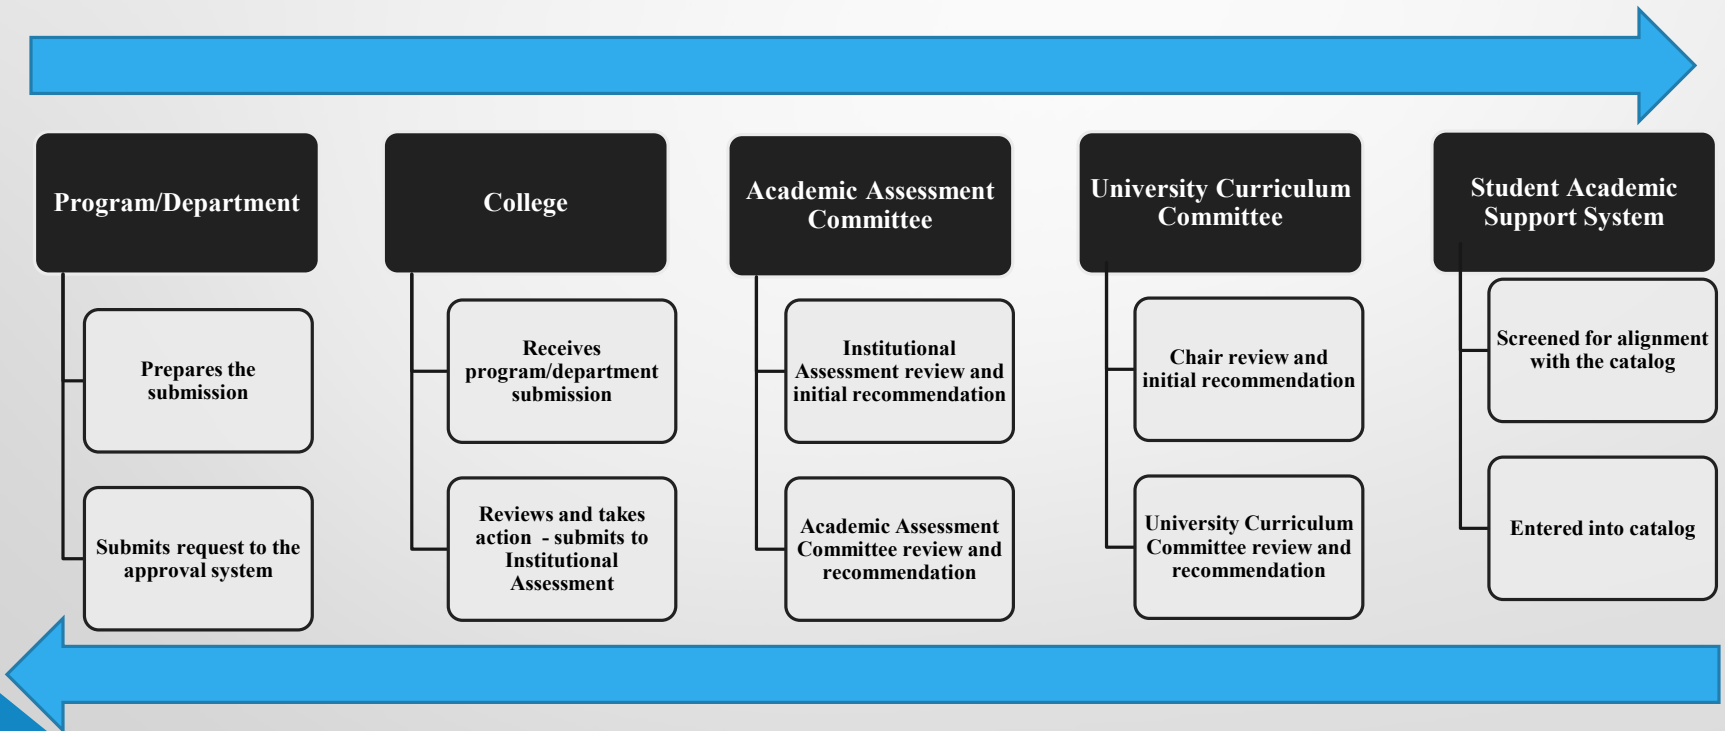 Program/Department
Prepares the
submission
Submits request to the
approval system
College
Receives
program/department
submission
Reviews and takes
action - submits to
Institutional
Assessment
Academic Assessment
Committee
Institutional
Assessment review and
initial recommendation
Academic Assessment
Committee review and
recommendation
University Curriculum
Committee
Chair review and
initial recommendation
University Curriculum
Committee review and
recommendation
Student Academic
Support System
Screened for alignment
with the catalog
Entered into catalog